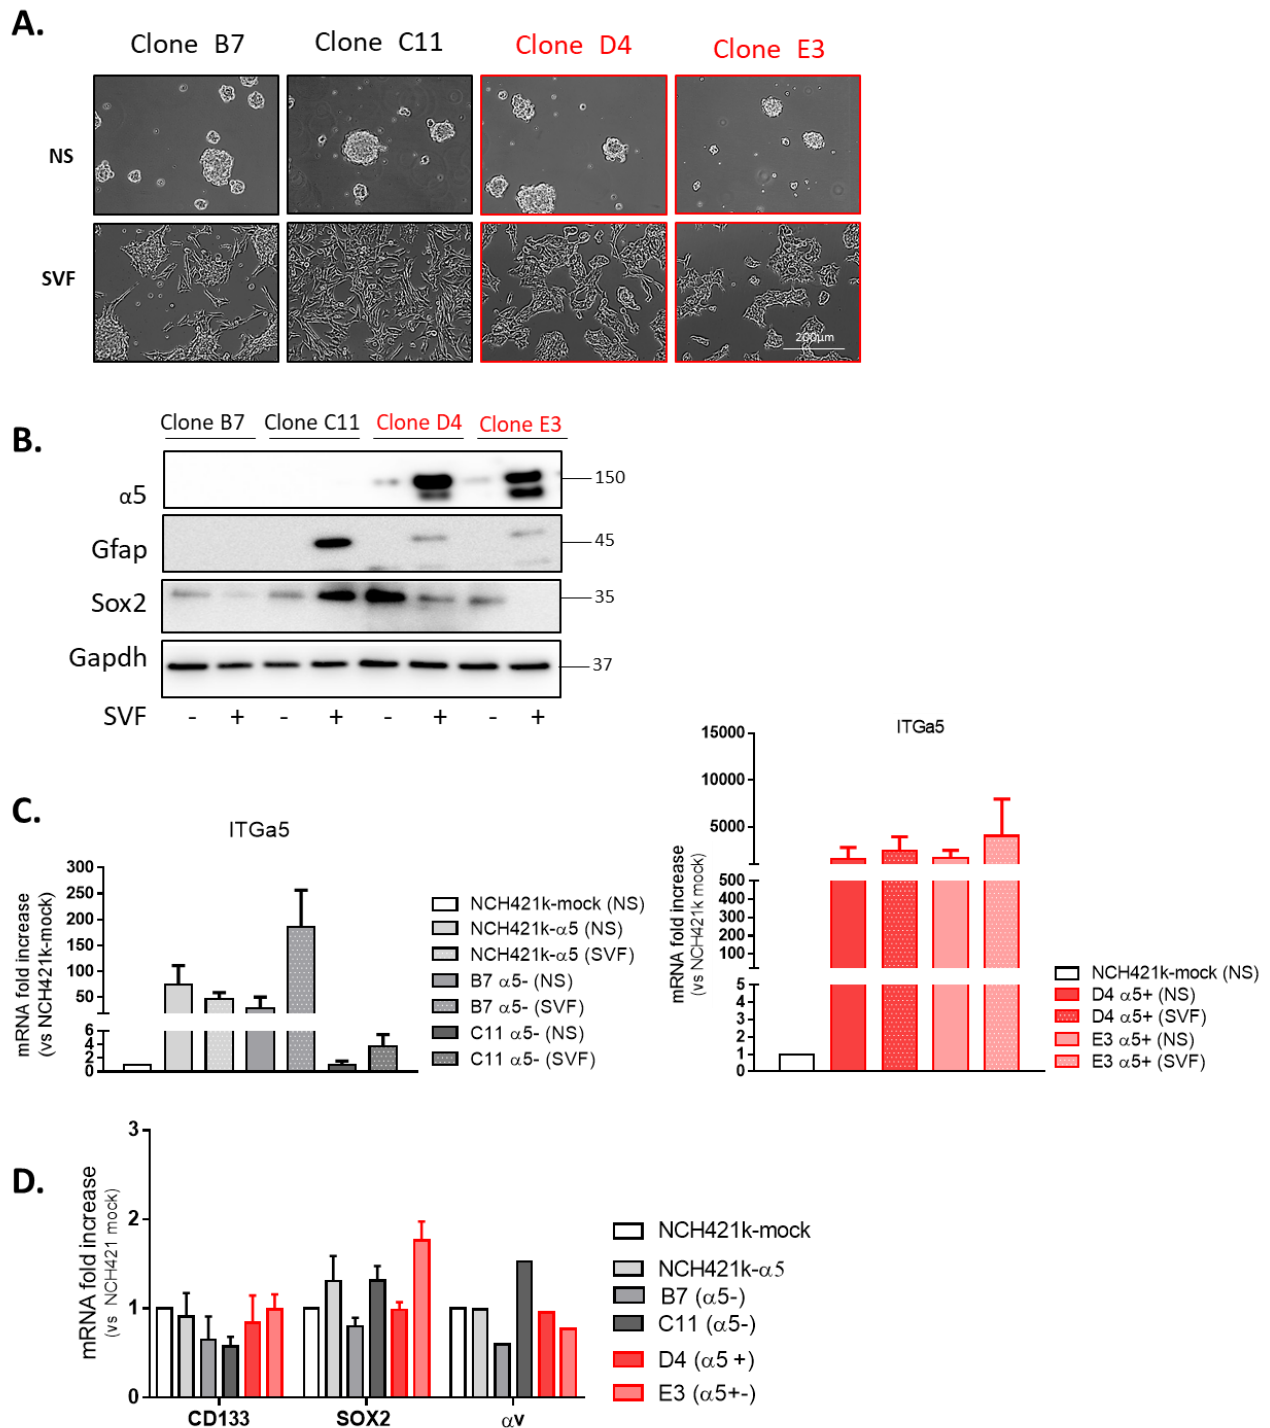 A.
Clone B7
Clone C11
Clone D4
Clone E3
NS
SVF
200µm
B.
Clone B7 Clone C11 Clone D4 Clone E3
α5
150
Gfap
45
Sox2
35
Gapdh
37
SVF - + - + - + - +
C.
ITGa5
mRNA fold increase
(vs NCH421k-mock)
300
250
200
150
100
50
6
4
2
0
NCH421k-mock (NS)
NCH421k-α5 (NS)
NCH421k-α5 (SVF)
B7 α5- (NS)
B7 α5- (SVF)
C11 α5- (NS)
C11 α5- (SVF)
ITGa5
mRNA fold increase
(vs NCH421k mock)
15000
10000
5000
500
400
300
200
100
5
4
3
2
1
0
NCH421k-mock (NS)
D4 α5+ (NS)
D4 α5+ (SVF)
E3 α5+ (NS)
E3 α5+ (SVF)
D.
mRNA fold increase
(vs NCH421 mock)
3
2
1
0
CD133 SOX2 αv
NCH421k-mock
NCH421k-α5
B7 (α5-)
C11 (α5-)
D4 (α5 +)
E3 (α5+-)